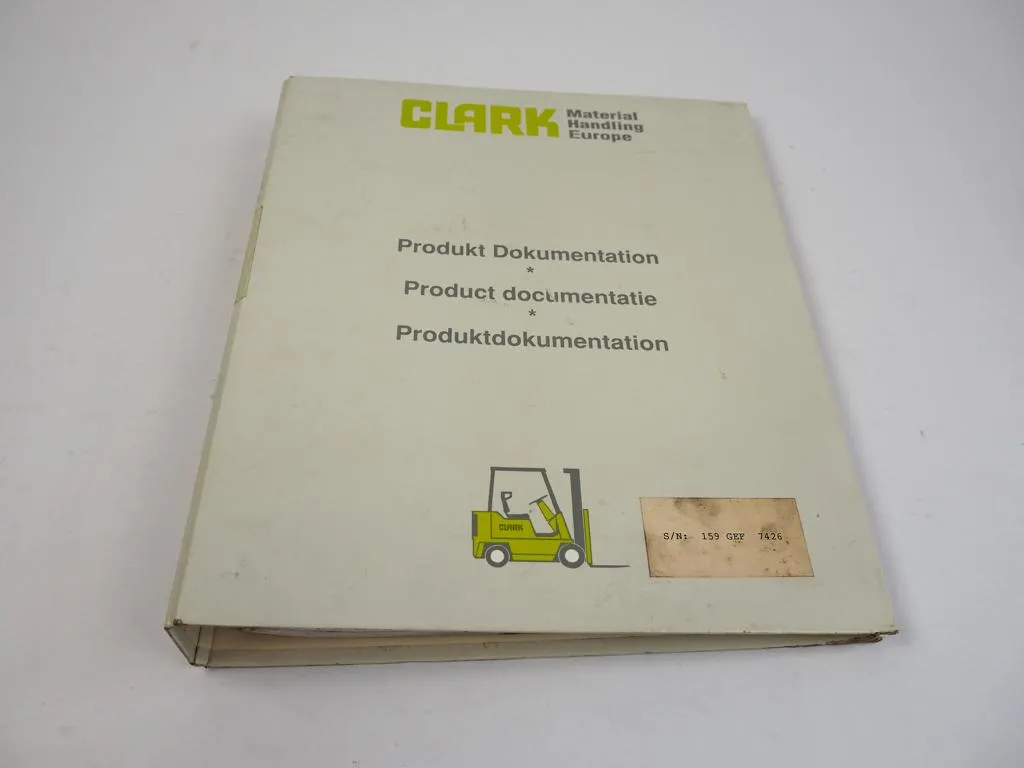 CLARK Material
Handling
Europe
Produkt Dokumentation
*
Product documentatie
*
Produktdokumentation
CLARK
S/N: 159 GEF 7426